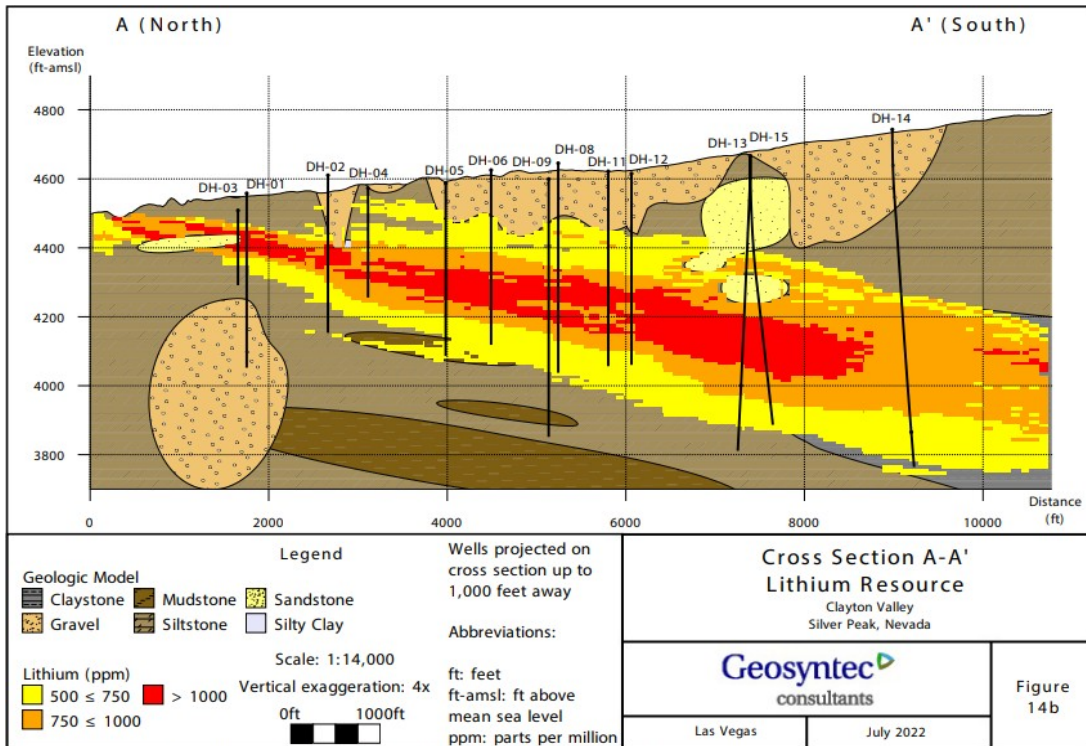 A (North)
A' (South)
Elevation
(ft-amsl)
4800
4600
4400
4200
4000
3800
DH-03
DH-01
DH-02
DH-04
DH-05
DH-06
DH-09
DH-08
DH-11
DH-12
DH-13
DH-15
DH-14
0
2000
4000
6000
8000
10000
Distance
(ft)
Legend
Geologic Model
Claystone
Mudstone
Sandstone
Gravel
Siltstone
Silty Clay
Lithium (ppm)
500 ≤ 750
> 1000
750 ≤ 1000
Scale: 1:14,000
Vertical exaggeration: 4x
0ft
1000ft
Wells projected on
cross section up to
1,000 feet away
Abbreviations:
ft: feet
ft-amsl: ft above
mean sea level
ppm: parts per million
Cross Section A-A'
Lithium Resource
Clayton Valley
Silver Peak, Nevada
Geosyntec
consultants
Las Vegas
July 2022
Figure
14b